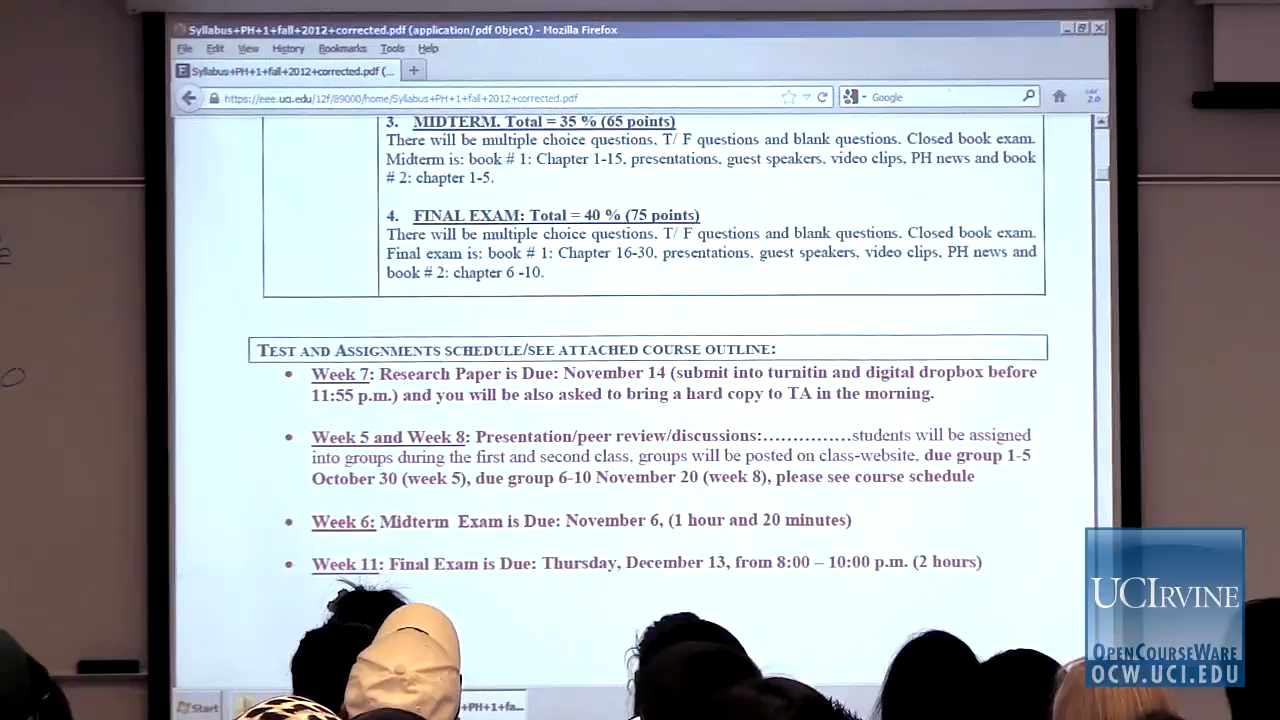 Syllabus+PH+1+fall+2012+corrected.pdf (application/pdf Object) - Mozilla Firefox
File Edit View History Bookmarks Tools Help
Syllabus+PH+1+fall+2012+corrected.pdf (...
https://eee.uci.edu/12f/89000/home/Syllabus+PH+1+fall+2012+corrected.pdf
Google
2.0
3. MIDTERM. Total = 35 % (65 points)
There will be multiple choice questions, T/ F questions and blank questions. Closed book exam.
Midterm is: book # 1: Chapter 1-15, presentations, guest speakers, video clips, PH news and book
# 2: chapter 1-5.
4. FINAL EXAM: Total = 40 % (75 points)
There will be multiple choice questions, T/ F questions and blank questions. Closed book exam.
Final exam is: book # 1: Chapter 16-30, presentations, guest speakers, video clips, PH news and
book # 2: chapter 6 -10.
TEST AND ASSIGNMENTS SCHEDULE/SEE ATTACHED COURSE OUTLINE:
• Week 7: Research Paper is Due: November 14 (submit into turnitin and digital dropbox before
11:55 p.m.) and you will be also asked to bring a hard copy to TA in the morning.
• Week 5 and Week 8: Presentation/peer review/discussions:……………students will be assigned
into groups during the first and second class, groups will be posted on class-website, due group 1-5
October 30 (week 5), due group 6-10 November 20 (week 8), please see course schedule
• Week 6: Midterm Exam is Due: November 6, (1 hour and 20 minutes)
• Week 11: Final Exam is Due: Thursday, December 13, from 8:00 – 10:00 p.m. (2 hours)
Start
+PH+1+fa...
UCIRVINE
OPENCOURSEWARE
OCW.UCI.EDU